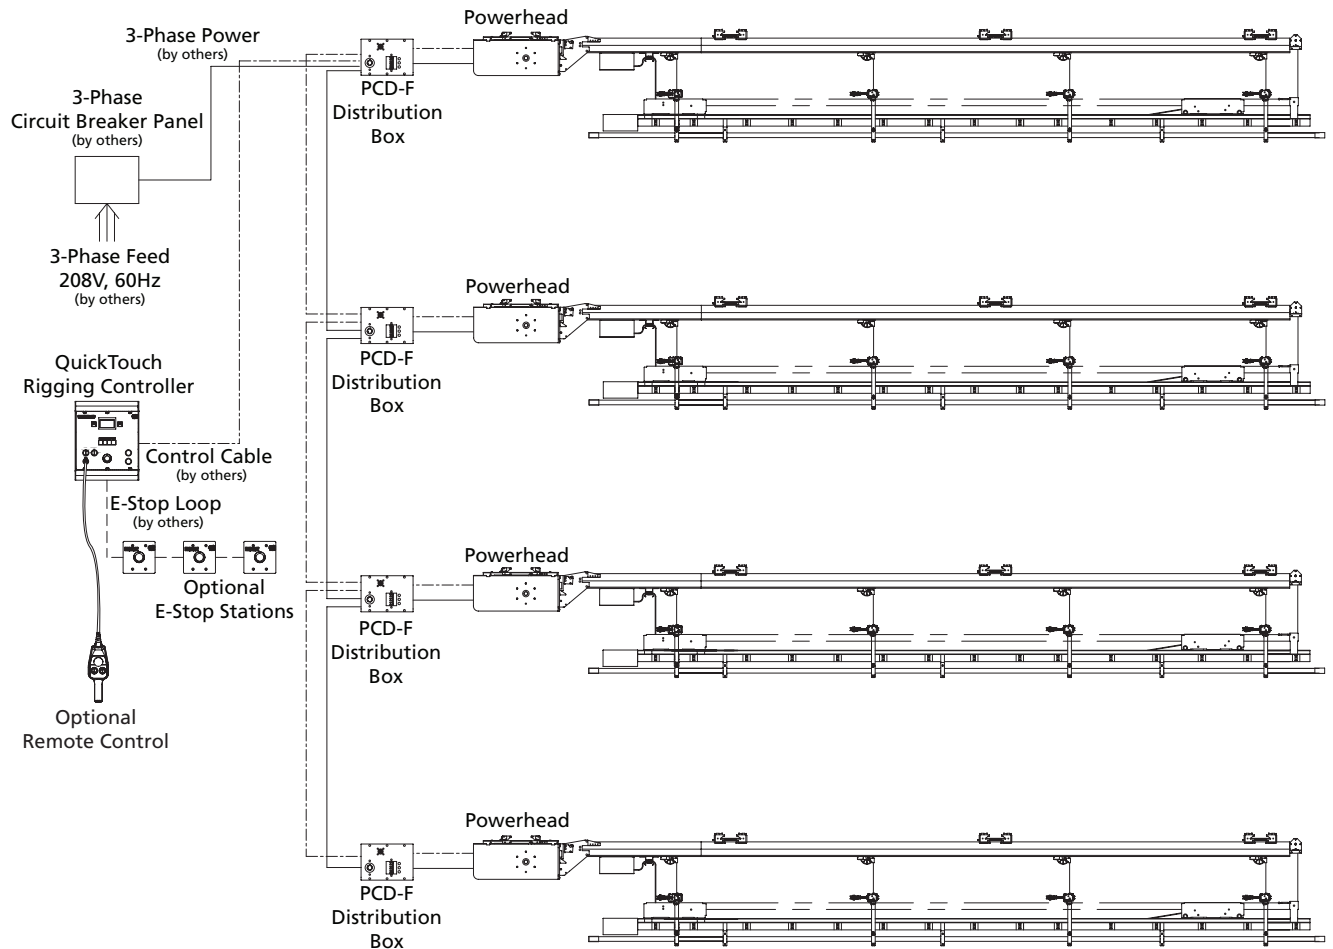 Powerhead
3-Phase Power
(by others)
PCD-F
Distribution
Box
3-Phase
Circuit Breaker Panel
(by others)
3-Phase Feed
208V, 60Hz
(by others)
Powerhead
PCD-F
Distribution
Box
QuickTouch
Rigging Controller
Control Cable
(by others)
E-Stop Loop
(by others)
Optional
E-Stop Stations
Optional
Remote Control
Powerhead
PCD-F
Distribution
Box
Powerhead
PCD-F
Distribution
Box